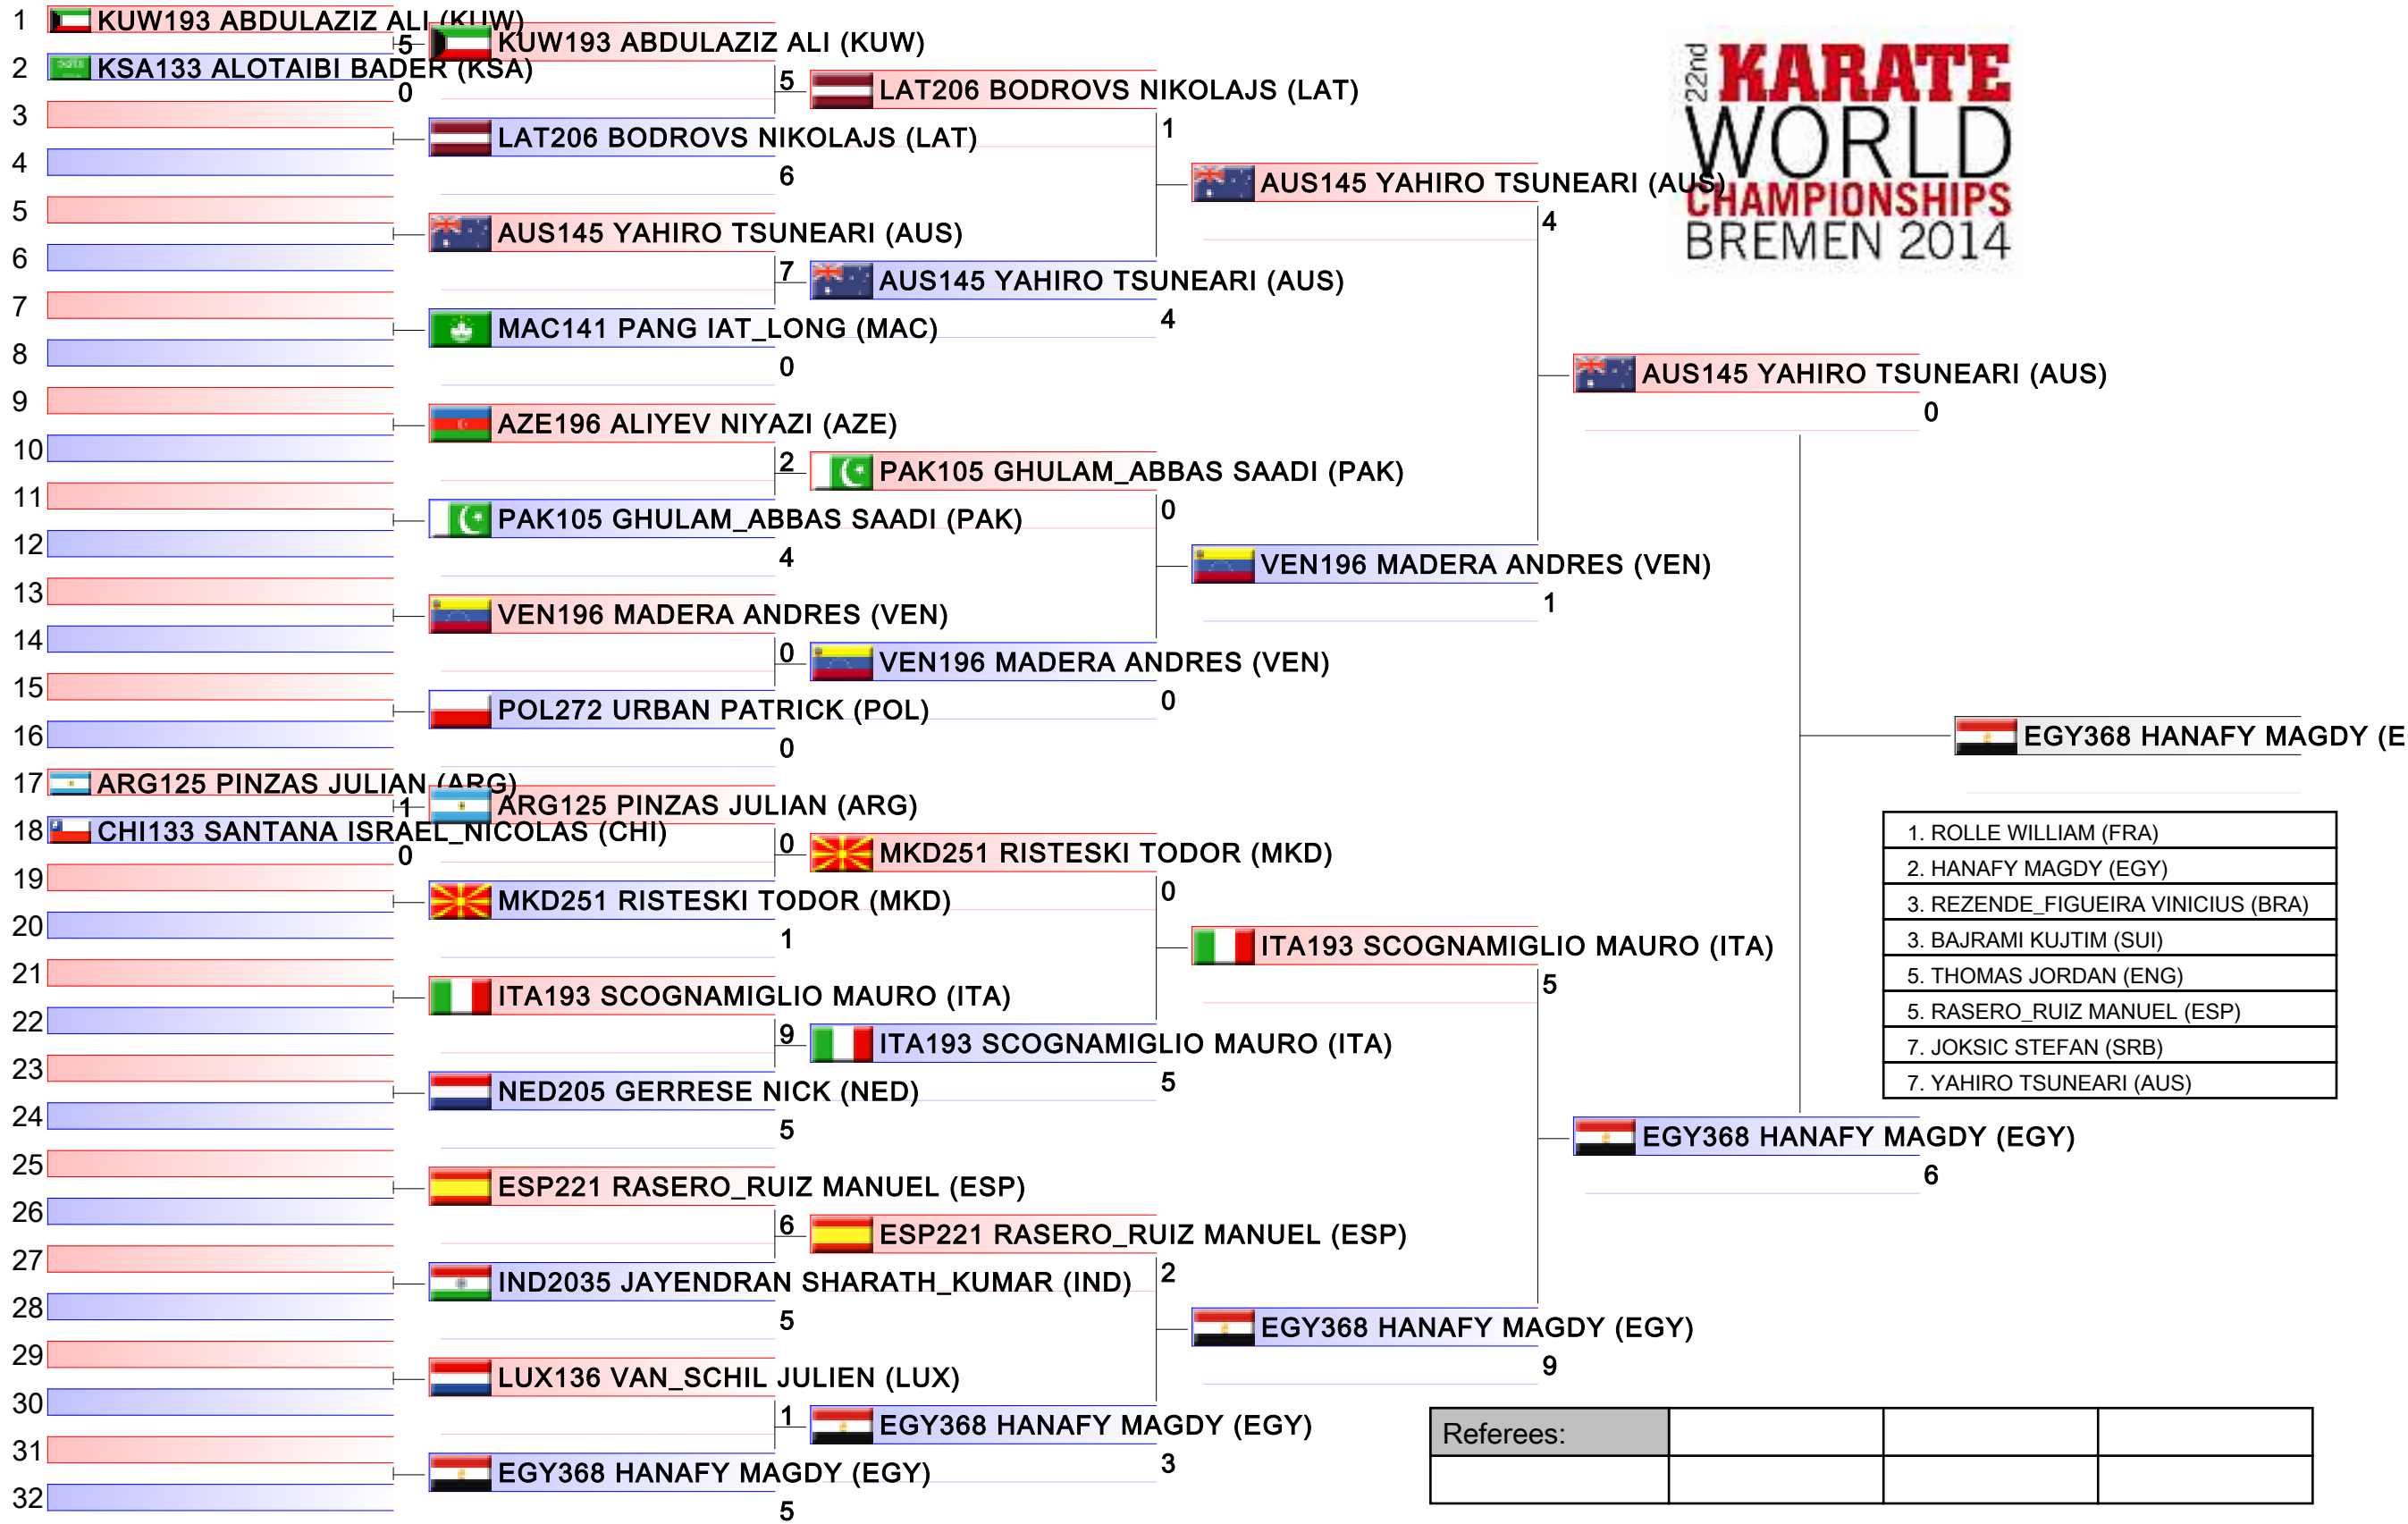 1 KUW193 ABDULAZIZ ALI (KUW)
5
2 KSA133 ALOTAIBI BADER (KSA)
0
3
4
5
6
7
8
9
10
11
12
13
14
15
16
17 ARG125 PINZAS JULIAN (ARG)
1
18 CHI133 SANTANA ISRAEL_NICOLAS (CHI)
0
19
20
21
22
23
24
25
26
27
28
29
30
31
32
KUW193 ABDULAZIZ ALI (KUW)
5
LAT206 BODROVS NIKOLAJS (LAT)
6
AUS145 YAHIRO TSUNEARI (AUS)
7
MAC141 PANG IAT_LONG (MAC)
0
AZE196 ALIYEV NIYAZI (AZE)
2
PAK105 GHULAM_ABBAS SAADI (PAK)
4
VEN196 MADERA ANDRES (VEN)
0
POL272 URBAN PATRICK (POL)
0
ARG125 PINZAS JULIAN (ARG)
0
MKD251 RISTESKI TODOR (MKD)
1
ITA193 SCOGNAMIGLIO MAURO (ITA)
9
NED205 GERRESE NICK (NED)
5
ESP221 RASERO_RUIZ MANUEL (ESP)
6
IND2035 JAYENDRAN SHARATH_KUMAR (IND)
5
LUX136 VAN_SCHIL JULIEN (LUX)
1
EGY368 HANAFY MAGDY (EGY)
5
LAT206 BODROVS NIKOLAJS (LAT)
1
AUS145 YAHIRO TSUNEARI (AUS)
4
PAK105 GHULAM_ABBAS SAADI (PAK)
0
VEN196 MADERA ANDRES (VEN)
0
MKD251 RISTESKI TODOR (MKD)
0
ITA193 SCOGNAMIGLIO MAURO (ITA)
5
ESP221 RASERO_RUIZ MANUEL (ESP)
2
EGY368 HANAFY MAGDY (EGY)
3
AUS145 YAHIRO TSUNEARI (AUS)
4
VEN196 MADERA ANDRES (VEN)
1
ITA193 SCOGNAMIGLIO MAURO (ITA)
5
EGY368 HANAFY MAGDY (EGY)
9
AUS145 YAHIRO TSUNEARI (AUS)
0
EGY368 HANAFY MAGDY (EGY)
6
EGY368 HANAFY MAGDY (E
22nd KARATE
WORLD
CHAMPIONSHIPS
BREMEN 2014
1. ROLLE WILLIAM (FRA)
2. HANAFY MAGDY (EGY)
3. REZENDE_FIGUEIRA VINICIUS (BRA)
3. BAJRAMI KUJTIM (SUI)
5. THOMAS JORDAN (ENG)
5. RASERO_RUIZ MANUEL (ESP)
7. JOKSIC STEFAN (SRB)
7. YAHIRO TSUNEARI (AUS)
Referees: